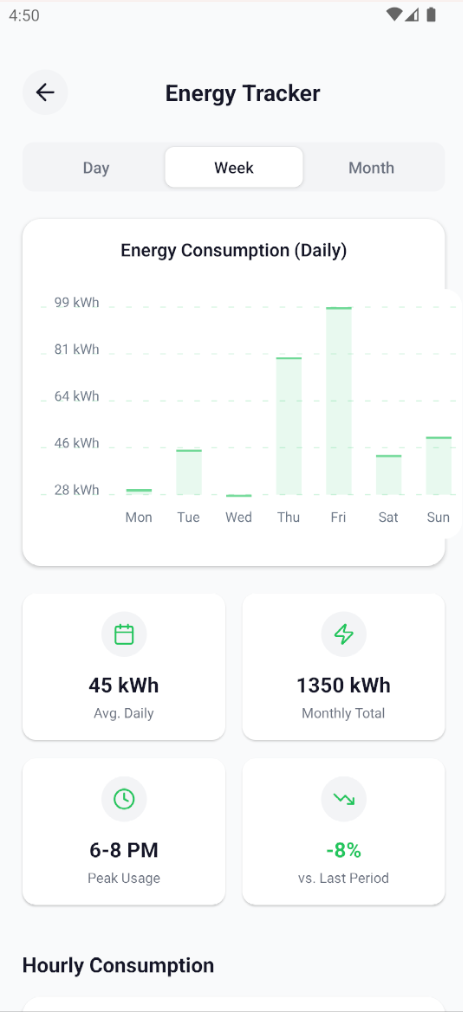 4:50
Energy Tracker
Day Week Month
Energy Consumption (Daily)
99 kWh
81 kWh
64 kWh
46 kWh
28 kWh
Mon Tue Wed Thu Fri Sat Sun
45 kWh
Avg. Daily
1350 kWh
Monthly Total
6-8 PM
Peak Usage
-8%
vs. Last Period
Hourly Consumption